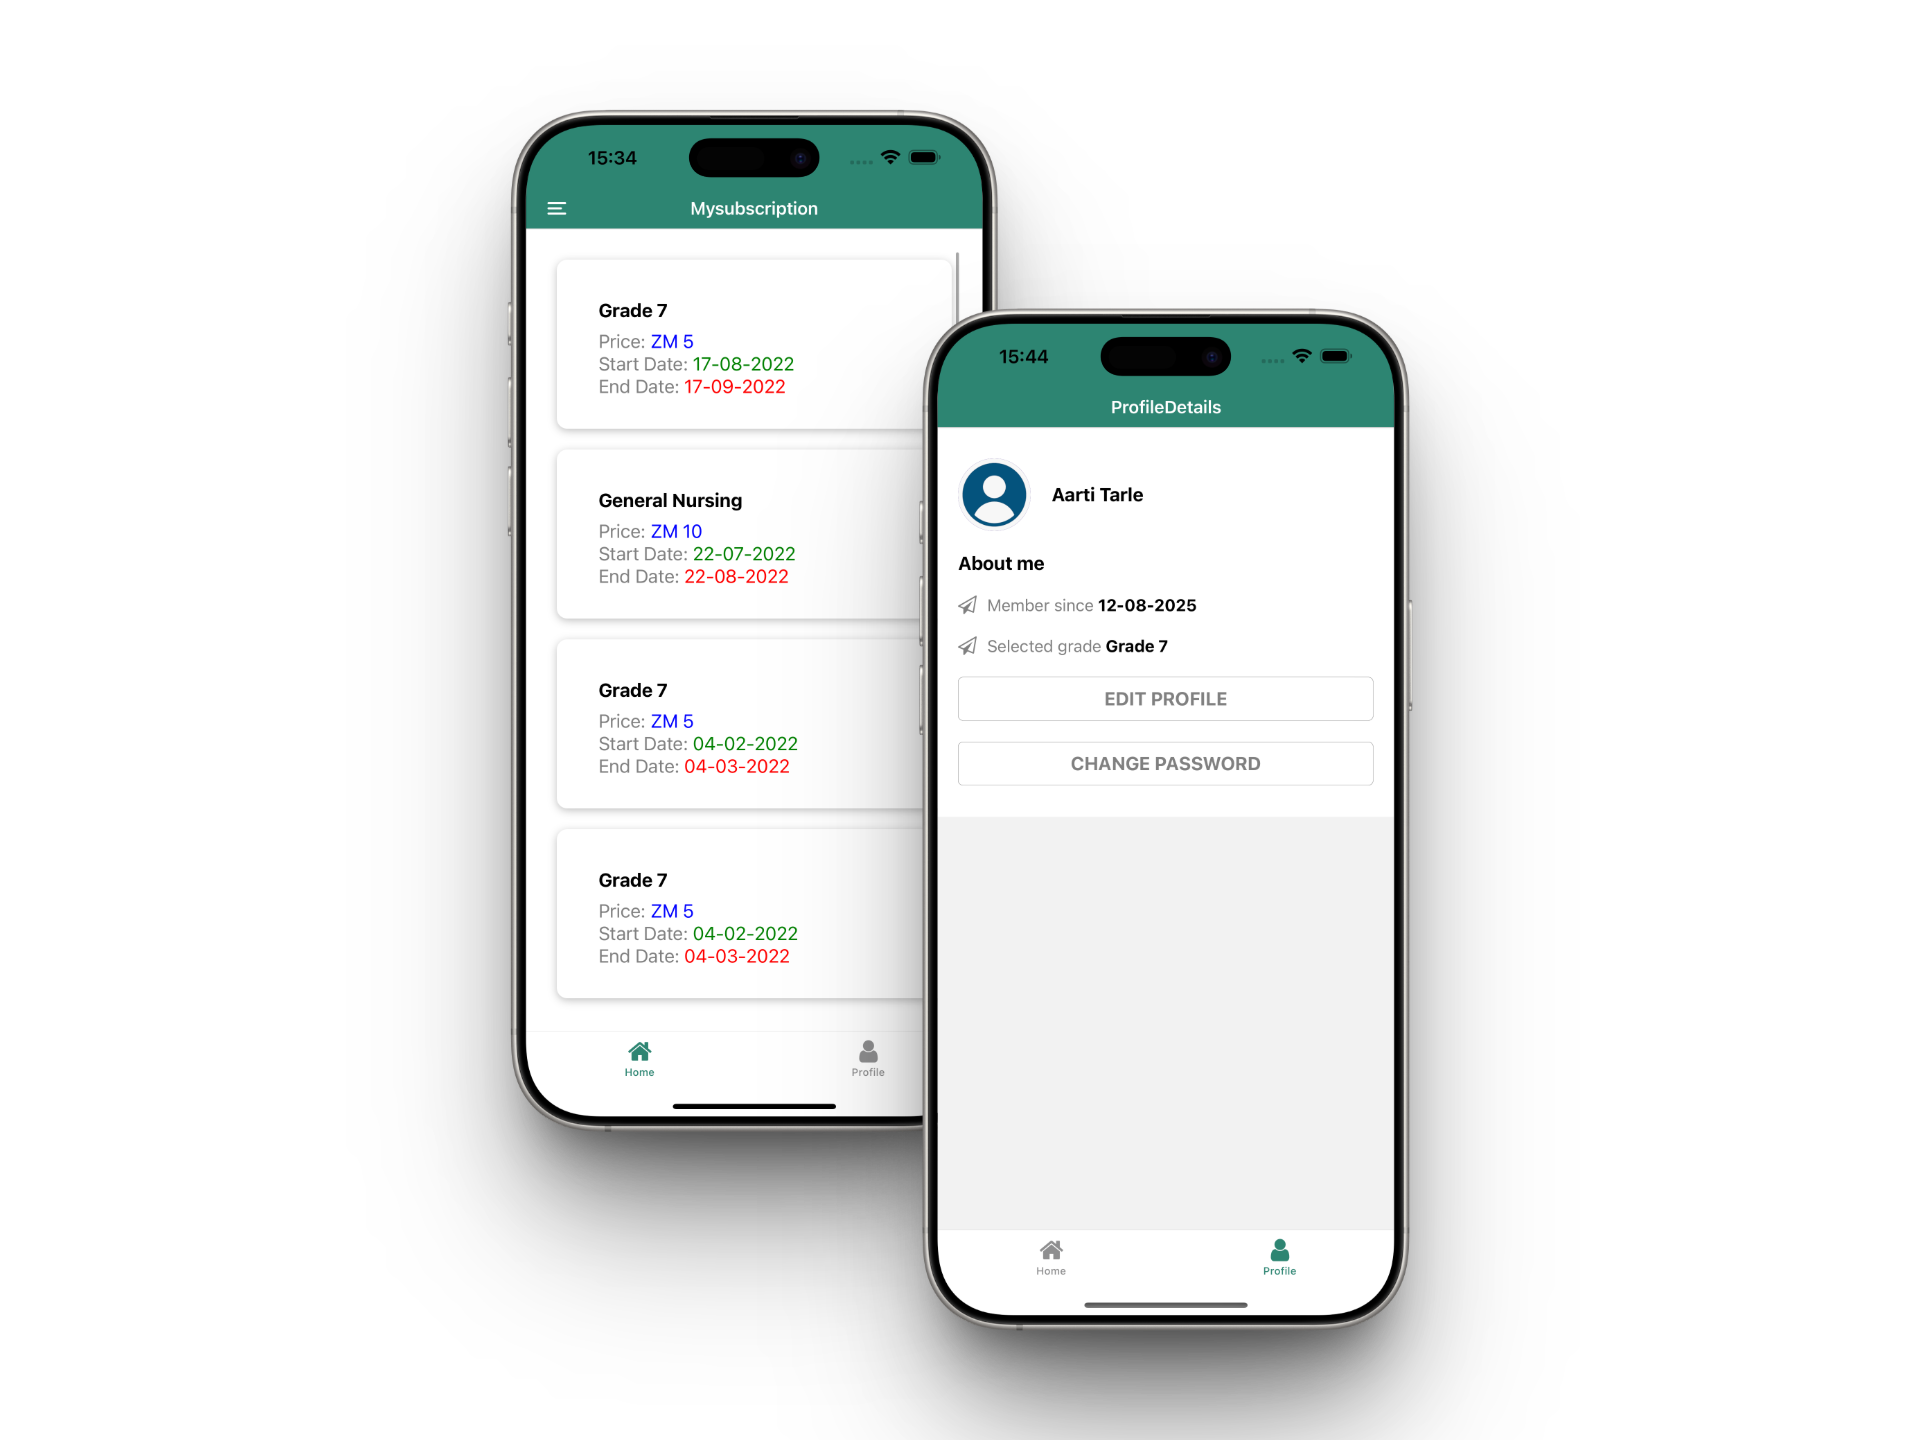 15:34
Mysubscription
Grade 7
Price: ZM 5
Start Date: 17-08-2022
End Date: 17-09-2022
General Nursing
Price: ZM 10
Start Date: 22-07-2022
End Date: 22-08-2022
Grade 7
Price: ZM 5
Start Date: 04-02-2022
End Date: 04-03-2022
Grade 7
Price: ZM 5
Start Date: 04-02-2022
End Date: 04-03-2022
Home
Profile
15:44
ProfileDetails
Aarti Tarle
About me
Member since 12-08-2025
Selected grade Grade 7
EDIT PROFILE
CHANGE PASSWORD
Home
Profile